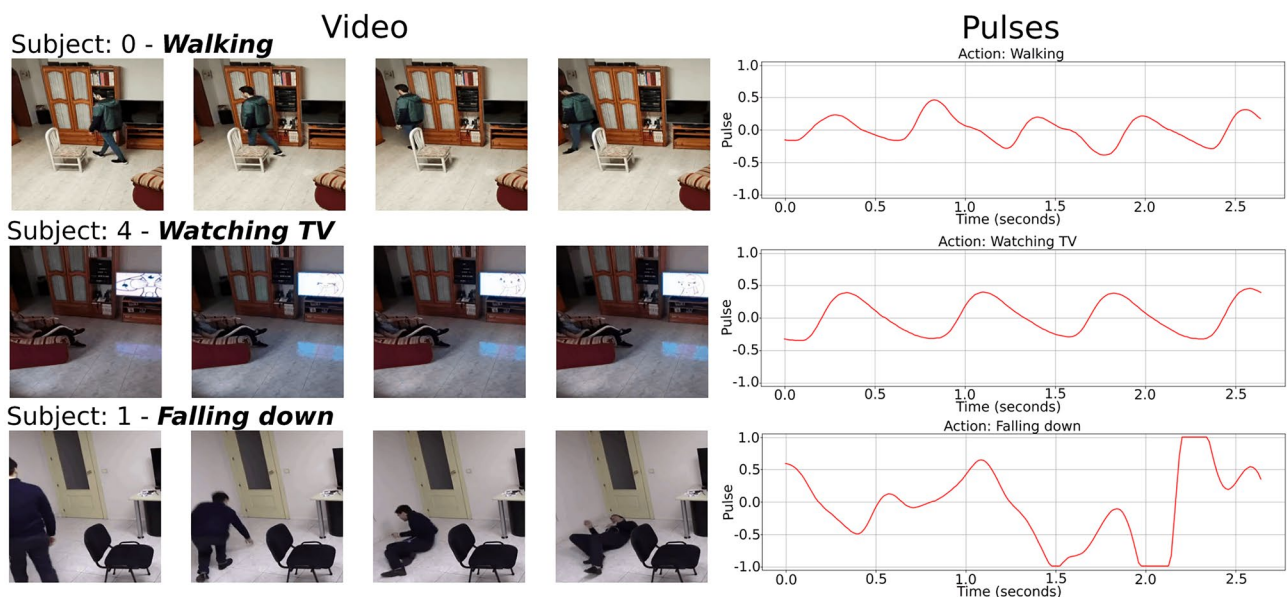 Video
Pulses
Subject: 0 - Walking
Action: Walking
1.0
0.5
0.0
-0.5
-1.0
Pulse
0.0 0.5 1.0 1.5 2.0 2.5
Time (seconds)
Subject: 4 - Watching TV
Action: Watching TV
1.0
0.5
0.0
-0.5
-1.0
Pulse
0.0 0.5 1.0 1.5 2.0 2.5
Time (seconds)
Subject: 1 - Falling down
Action: Falling down
1.0
0.5
0.0
-0.5
-1.0
Pulse
0.0 0.5 1.0 1.5 2.0 2.5
Time (seconds)